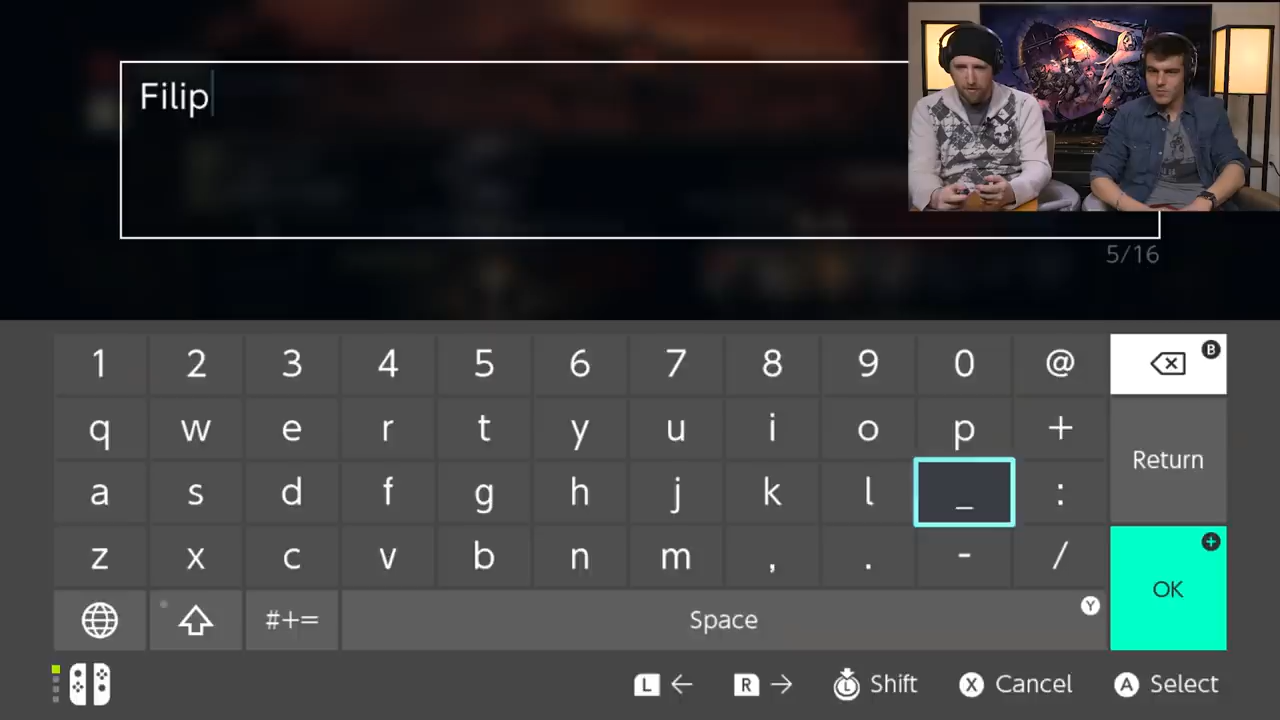 Filip
5/16
1 2 3 4 5 6 7 8 9 0 @ B
q w e r t y u i o p +
Return
a s d f g h j k l _ :
z x c v b n m , . - / +
OK
#+= Space Y
L ← R → L Shift X Cancel A Select